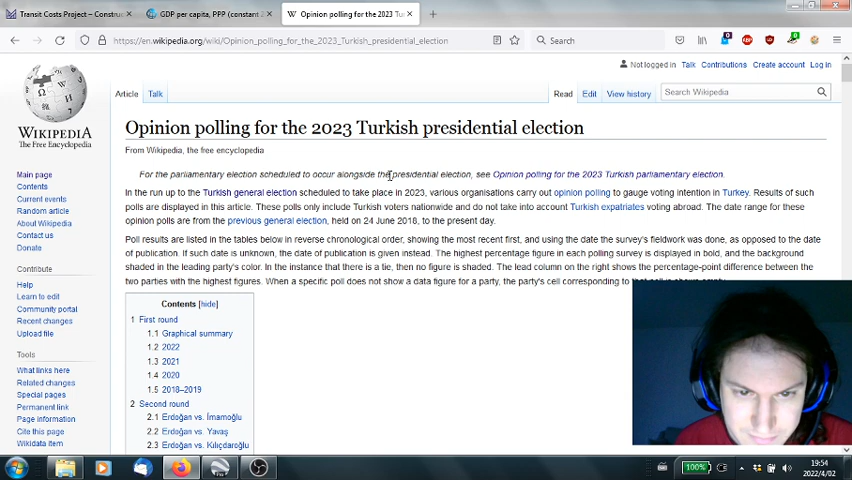 Transit Costs Project – Construc
GDP per capita, PPP (constant 2
Opinion polling for the 2023 Turk
https://en.wikipedia.org/wiki/Opinion_polling_for_the_2023_Turkish_presidential_election
Search
Not logged in Talk Contributions Create account Log in
Article Talk
Read Edit View history
Search Wikipedia
WIKIPEDIA
The Free Encyclopedia
Main page
Contents
Current events
Random article
About Wikipedia
Contact us
Donate
Contribute
Help
Learn to edit
Community portal
Recent changes
Upload file
Tools
What links here
Related changes
Special pages
Permanent link
Page information
Cite this page
Wikidata item
Opinion polling for the 2023 Turkish presidential election
From Wikipedia, the free encyclopedia
For the parliamentary election scheduled to occur alongside the presidential election, see Opinion polling for the 2023 Turkish parliamentary election.
In the run up to the Turkish general election scheduled to take place in 2023, various organisations carry out opinion polling to gauge voting intention in Turkey. Results of such
polls are displayed in this article. These polls only include Turkish voters nationwide and do not take into account Turkish expatriates voting abroad. The date range for these
opinion polls are from the previous general election, held on 24 June 2018, to the present day.
Poll results are listed in the tables below in reverse chronological order, showing the most recent first, and using the date the survey's fieldwork was done, as opposed to the date
of publication. If such date is unknown, the date of publication is given instead. The highest percentage figure in each polling survey is displayed in bold, and the background
shaded in the leading party's color. In the instance that there is a tie, then no figure is shaded. The lead column on the right shows the percentage-point difference between the
two parties with the highest figures. When a specific poll does not show a data figure for a party, the party's cell corresponding to
Contents [hide]
1 First round
1.1 Graphical summary
1.2 2022
1.3 2021
1.4 2020
1.5 2018–2019
2 Second round
2.1 Erdoğan vs. İmamoğlu
2.2 Erdoğan vs. Yavaş
2.3 Erdoğan vs. Kılıçdaroğlu
100%
19:54
2022/4/02